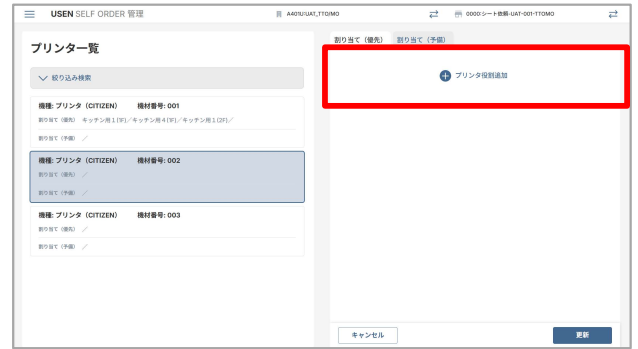 USEN SELF ORDER 管理
A401U:UAT_TTO/MO
0000:シート依頼-UAT-001-TTOMO
プリンタ一覧
絞り込み検索
機種: プリンタ（CITIZEN） 機材番号: 001
割り当て（優先） キッチン用1(1F)／キッチン用4(1F)／キッチン用1(2F)／
割り当て（予備） ／
機種: プリンタ（CITIZEN） 機材番号: 002
割り当て（優先） ／
割り当て（予備） ／
機種: プリンタ（CITIZEN） 機材番号: 003
割り当て（優先） ／
割り当て（予備） ／
割り当て（優先） 割り当て（予備）
プリンタ役割追加
キャンセル
更新